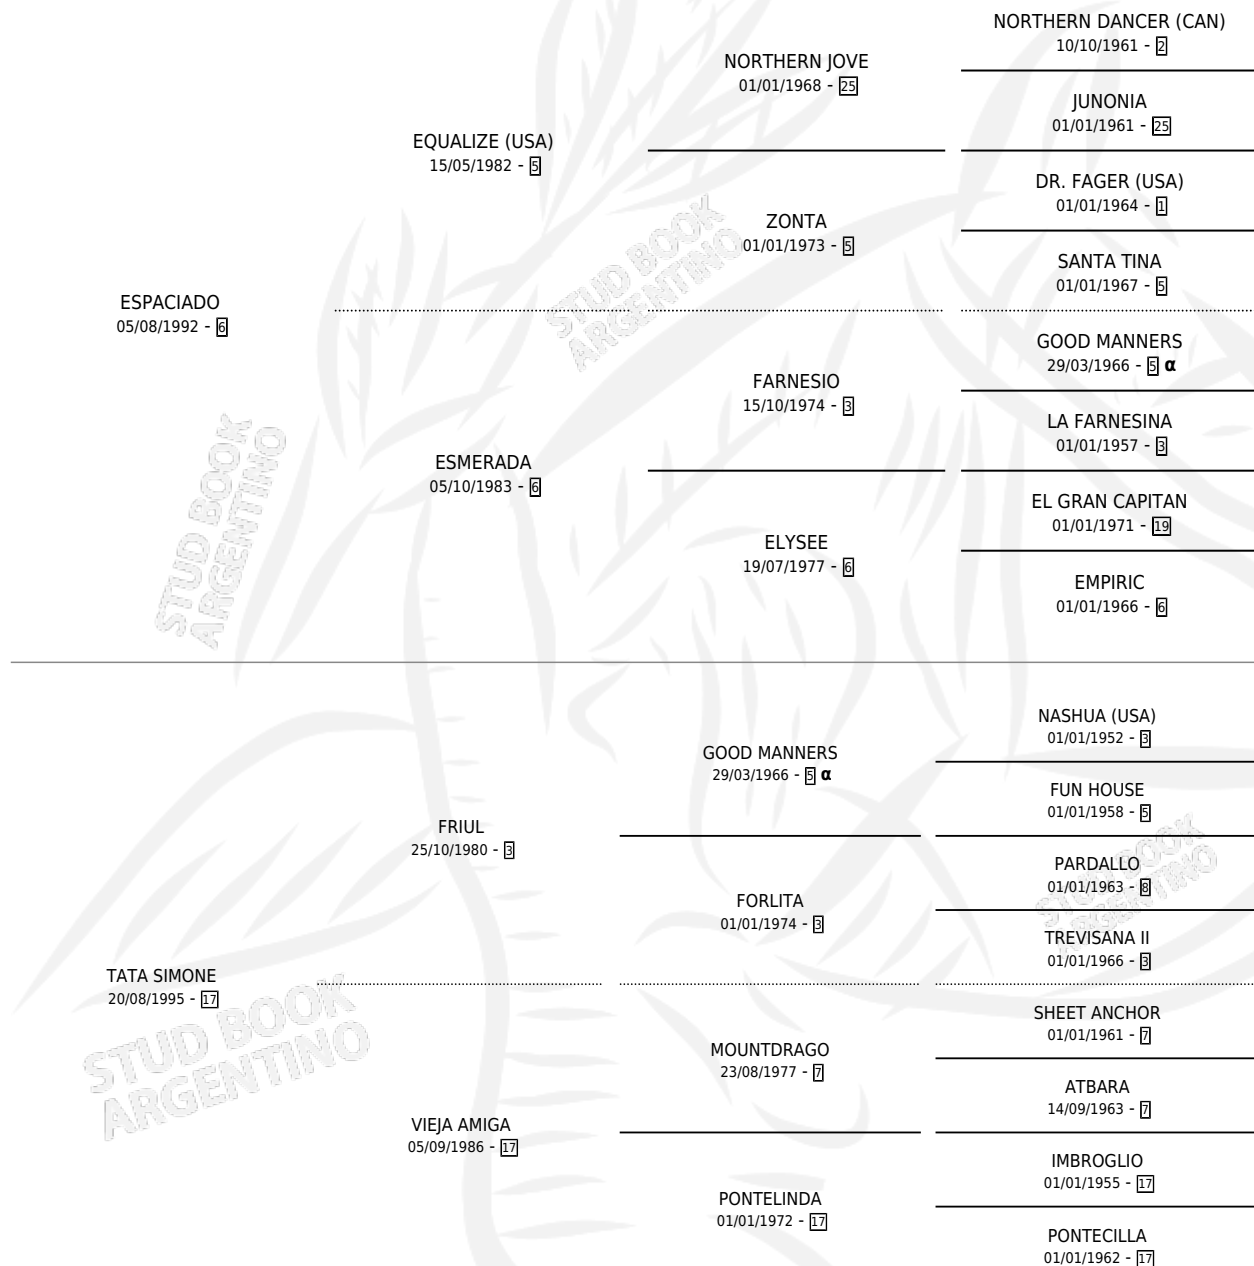 NORTHERN DANCER (CAN)
10/10/1961 - 2
NORTHERN JOVE
01/01/1968 - 25
JUNONIA
01/01/1961 - 25
EQUALIZE (USA)
15/05/1982 - 5
DR. FAGER (USA)
01/01/1964 - 1
ZONTA
01/01/1973 - 5
SANTA TINA
01/01/1967 - 5
STUD BOOK
ARGENTINO
ESPACIADO
05/08/1992 - 6
GOOD MANNERS
29/03/1966 - 5 α
FARNESIO
15/10/1974 - 3
LA FARNESINA
01/01/1957 - 3
ESMERADA
05/10/1983 - 6
EL GRAN CAPITAN
01/01/1971 - 19
ELYSEE
19/07/1977 - 6
EMPIRIC
01/01/1966 - 6
STUD BOOK
ARGENTINO
NASHUA (USA)
01/01/1952 - 3
GOOD MANNERS
29/03/1966 - 5 α
FUN HOUSE
01/01/1958 - 5
FRIUL
25/10/1980 - 3
PARDALLO
01/01/1963 - 8
FORLITA
01/01/1974 - 3
TREVISANA II
01/01/1966 - 3
STUD BOOK
ARGENTINO
TATA SIMONE
20/08/1995 - 17
SHEET ANCHOR
01/01/1961 - 7
MOUNTDRAGO
23/08/1977 - 7
ATBARA
14/09/1963 - 7
STUD BOOK
ARGENTINO
VIEJA AMIGA
05/09/1986 - 17
IMBROGLIO
01/01/1955 - 17
PONTELINDA
01/01/1972 - 17
PONTECILLA
01/01/1962 - 17